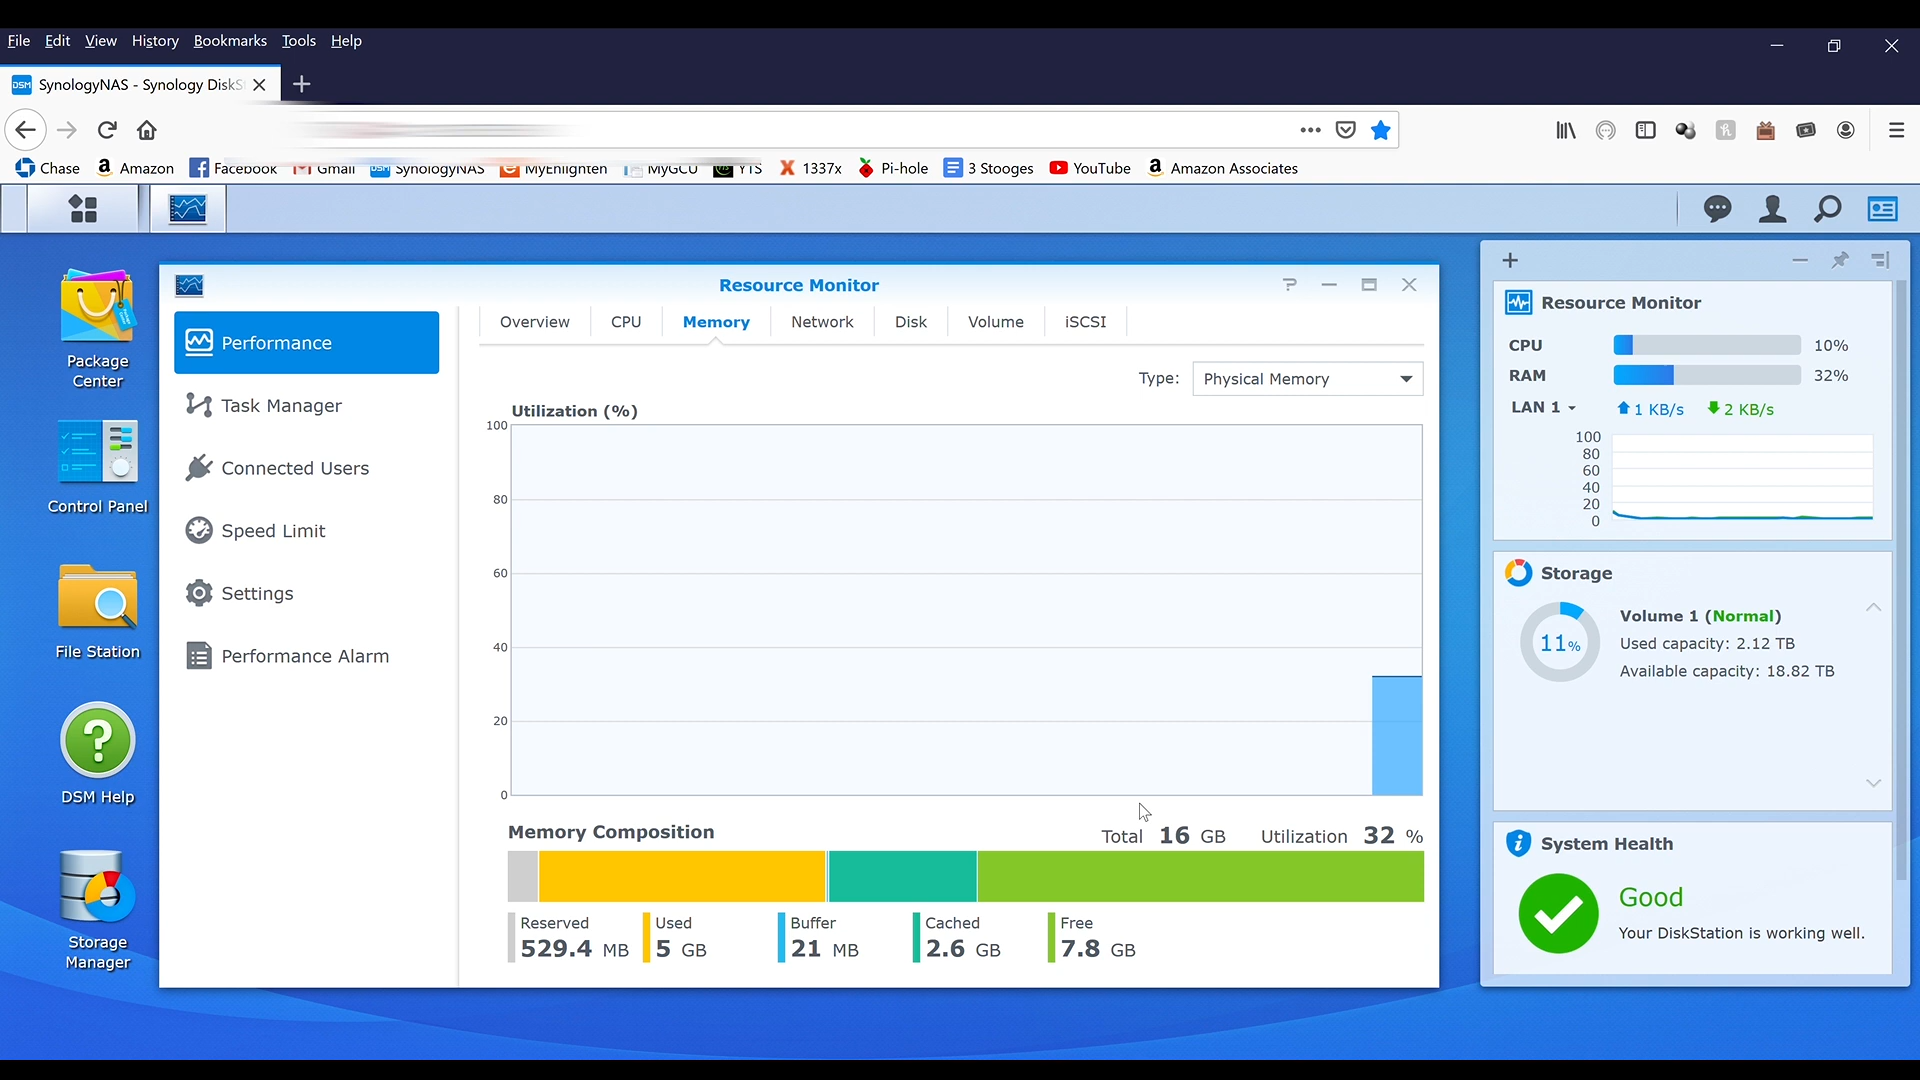 File Edit View History Bookmarks Tools Help
DSM SynologyNAS - Synology DiskSt
Chase Amazon Facebook Gmail SynologyNAS MyEnlighten MyGCU YTS 1337x Pi-hole 3 Stooges YouTube Amazon Associates
Package
Center
Control Panel
File Station
DSM Help
Storage
Manager
Resource Monitor
Performance
Task Manager
Connected Users
Speed Limit
Settings
Performance Alarm
Overview CPU Memory Network Disk Volume iSCSI
Type: Physical Memory
Utilization (%)
100
80
60
40
20
0
Memory Composition Total 16 GB Utilization 32 %
Reserved Used Buffer Cached Free
529.4 MB 5 GB 21 MB 2.6 GB 7.8 GB
Resource Monitor
CPU 10%
RAM 32%
LAN 1 1 KB/s 2 KB/s
100
80
60
40
20
0
Storage
11%
Volume 1 (Normal)
Used capacity: 2.12 TB
Available capacity: 18.82 TB
System Health
Good
Your DiskStation is working well.